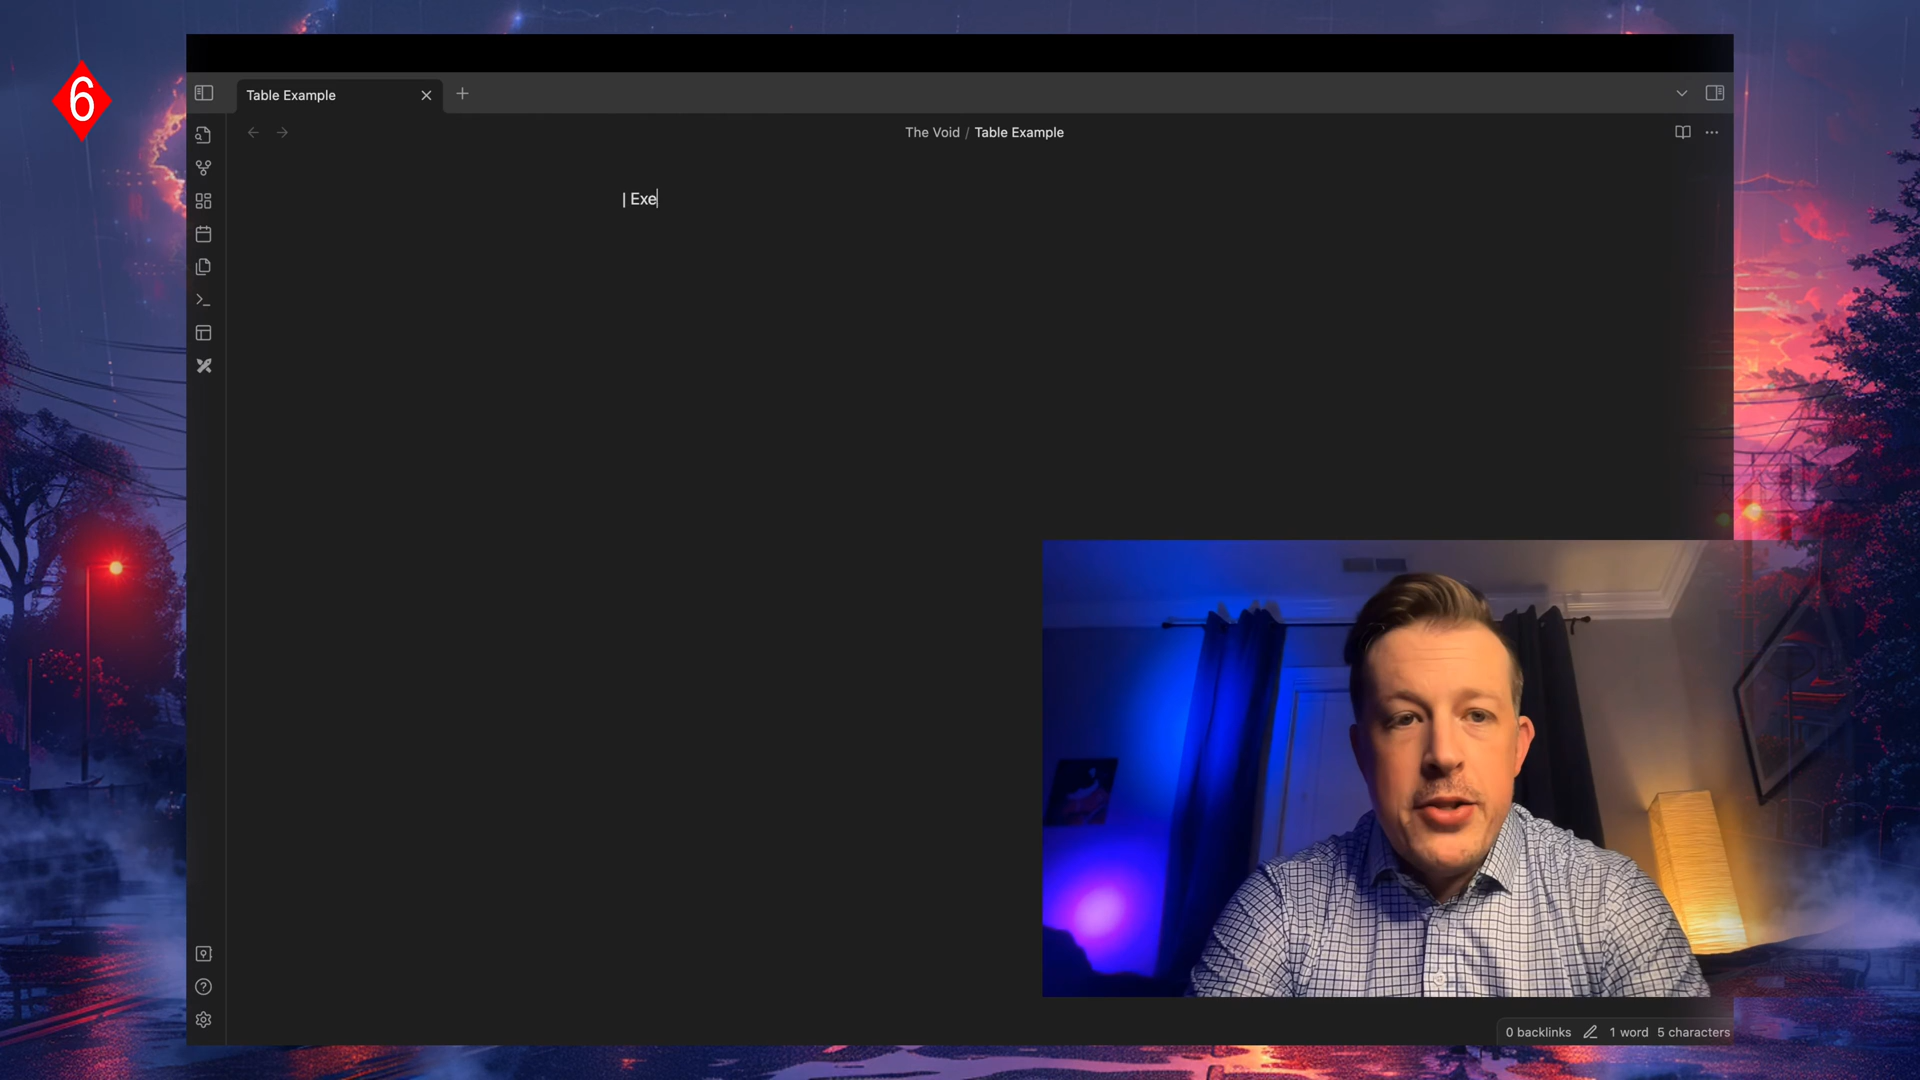 6
Table Example
The Void / Table Example
| Exe
0 backlinks 1 word 5 characters